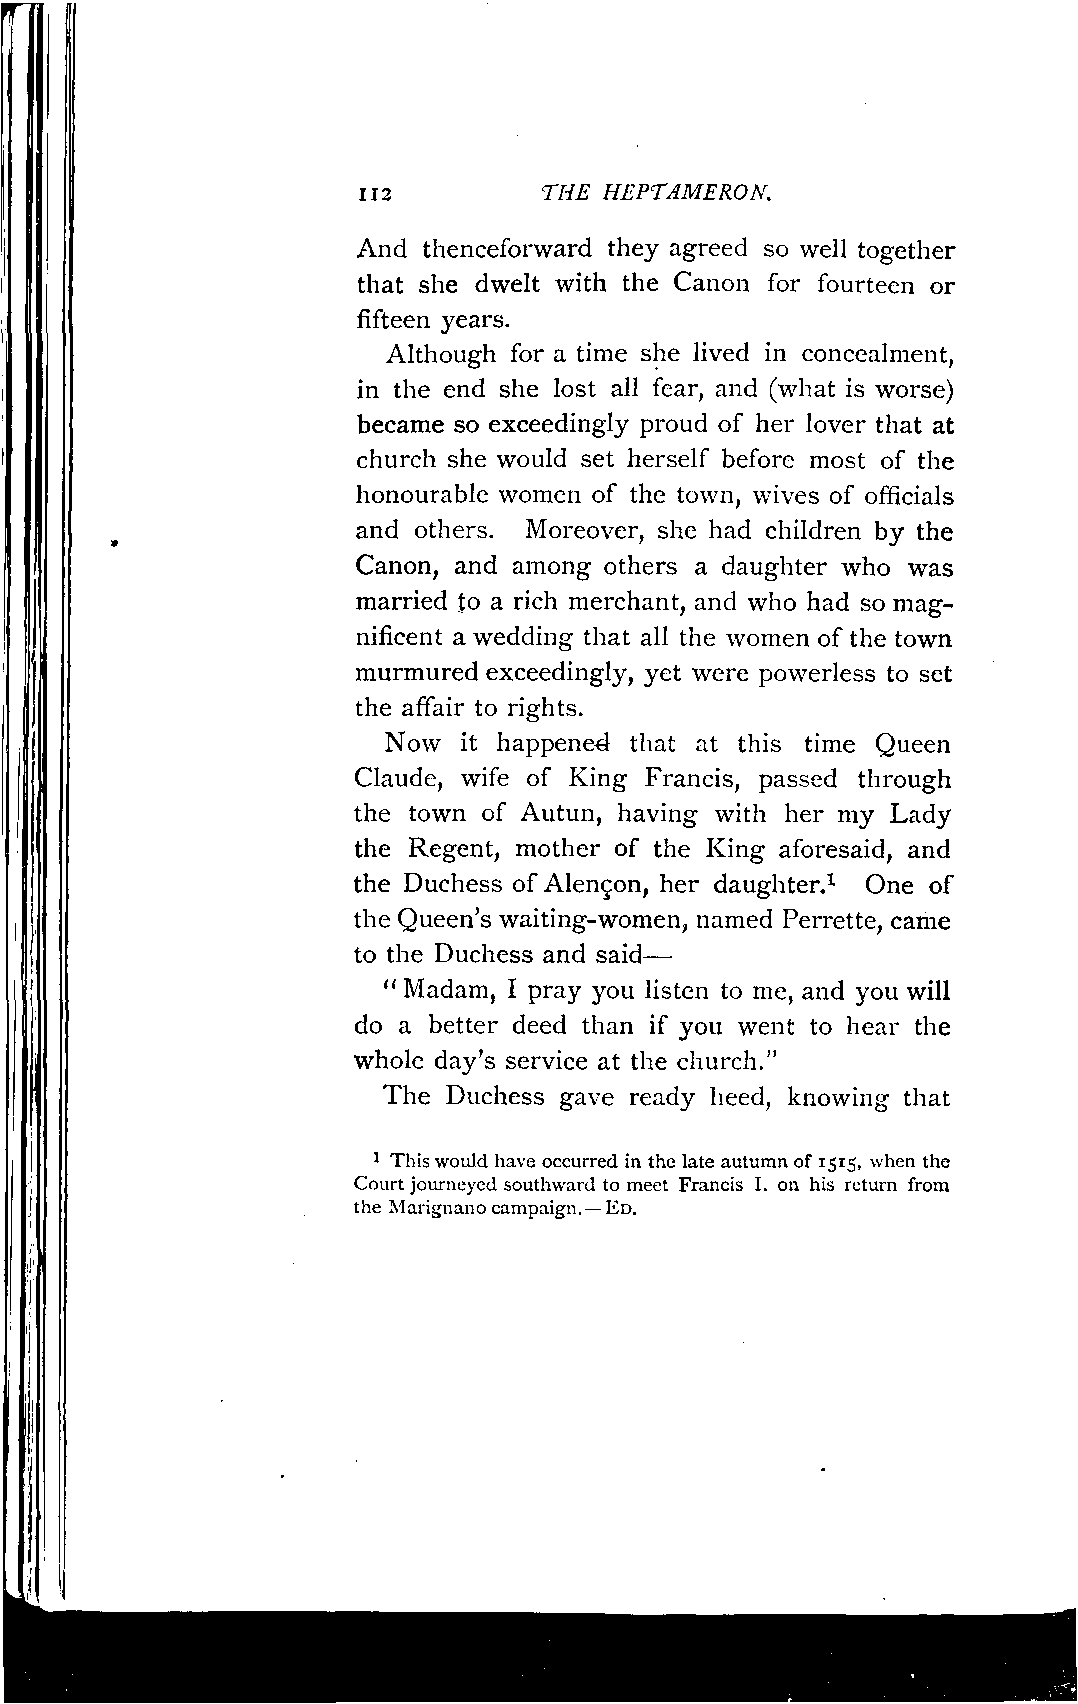 112 THE HEPTAMERON.
And thenceforward they agreed so well together
that she dwelt with the Canon for fourteen or
fifteen years.
Although for a time she lived in concealment,
in the end she lost all fear, and (what is worse)
became so exceedingly proud of her lover that at
church she would set herself before most of the
honourable women of the town, wives of officials
and others. Moreover, she had children by the
Canon, and among others a daughter who was
married to a rich merchant, and who had so mag-
nificent a wedding that all the women of the town
murmured exceedingly, yet were powerless to set
the affair to rights.
Now it happened that at this time Queen
Claude, wife of King Francis, passed through
the town of Autun, having with her my Lady
the Regent, mother of the King aforesaid, and
the Duchess of Alençon, her daughter.¹ One of
the Queen's waiting-women, named Perrette, came
to the Duchess and said—
"Madam, I pray you listen to me, and you will
do a better deed than if you went to hear the
whole day's service at the church."
The Duchess gave ready heed, knowing that
¹ This would have occurred in the late autumn of 1515, when the
Court journeyed southward to meet Francis I. on his return from
the Marignano campaign.—ED.